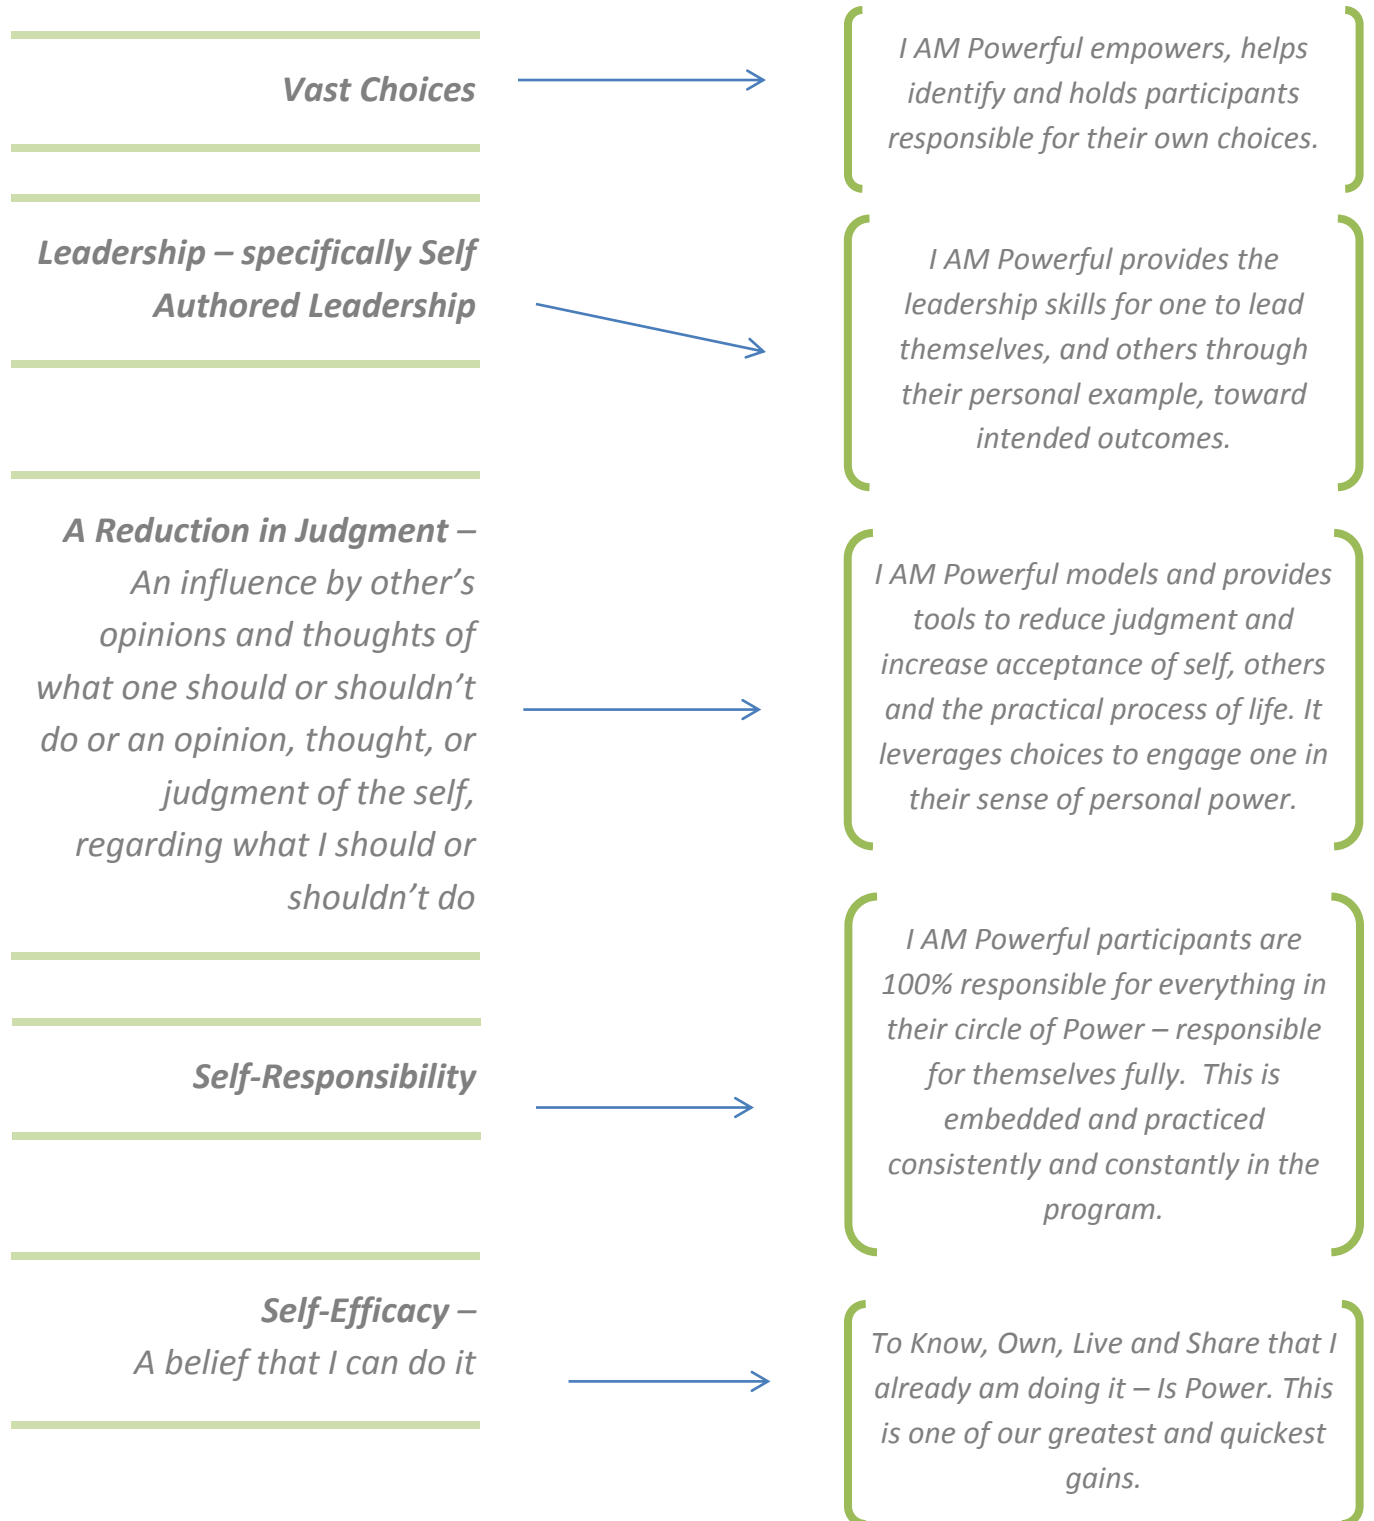 Vast Choices
I AM Powerful empowers, helps
identify and holds participants
responsible for their own choices.
Leadership – specifically Self
Authored Leadership
I AM Powerful provides the
leadership skills for one to lead
themselves, and others through
their personal example, toward
intended outcomes.
A Reduction in Judgment –
An influence by other’s
opinions and thoughts of
what one should or shouldn’t
do or an opinion, thought, or
judgment of the self,
regarding what I should or
shouldn’t do
I AM Powerful models and provides
tools to reduce judgment and
increase acceptance of self, others
and the practical process of life. It
leverages choices to engage one in
their sense of personal power.
Self-Responsibility
I AM Powerful participants are
100% responsible for everything in
their circle of Power – responsible
for themselves fully.  This is
embedded and practiced
consistently and constantly in the
program.
Self-Efficacy –
A belief that I can do it
To Know, Own, Live and Share that I
already am doing it – Is Power. This
is one of our greatest and quickest
gains.